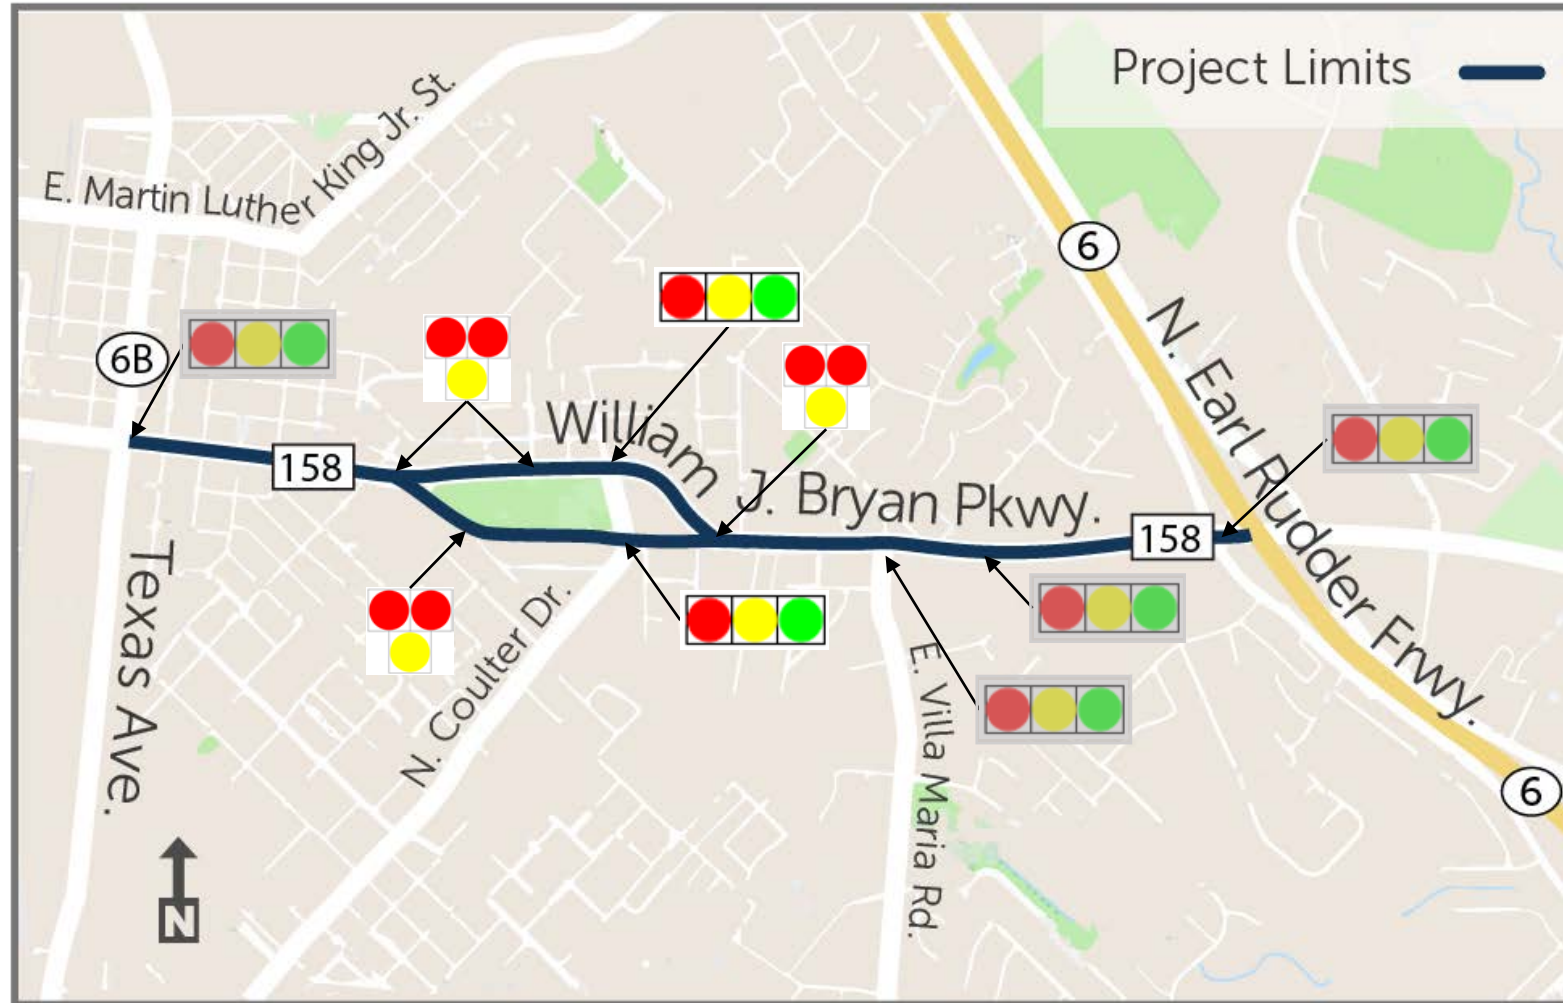 Project Limits
E. Martin Luther King Jr. St.
6
6B
N. Earl Rudder Frwy.
William J. Bryan Pkwy.
158
158
Texas Ave.
N. Coulter Dr.
E. Villa Maria Rd.
6
N